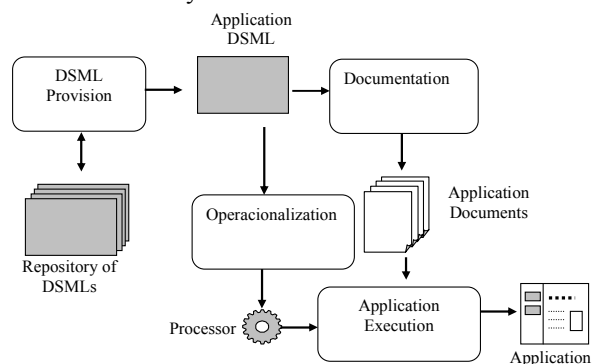 Application
DSML
DSML
Provision
Documentation
Operacionalization
Application
Documents
Repository of
DSMLs
Processor
Application
Execution
Application